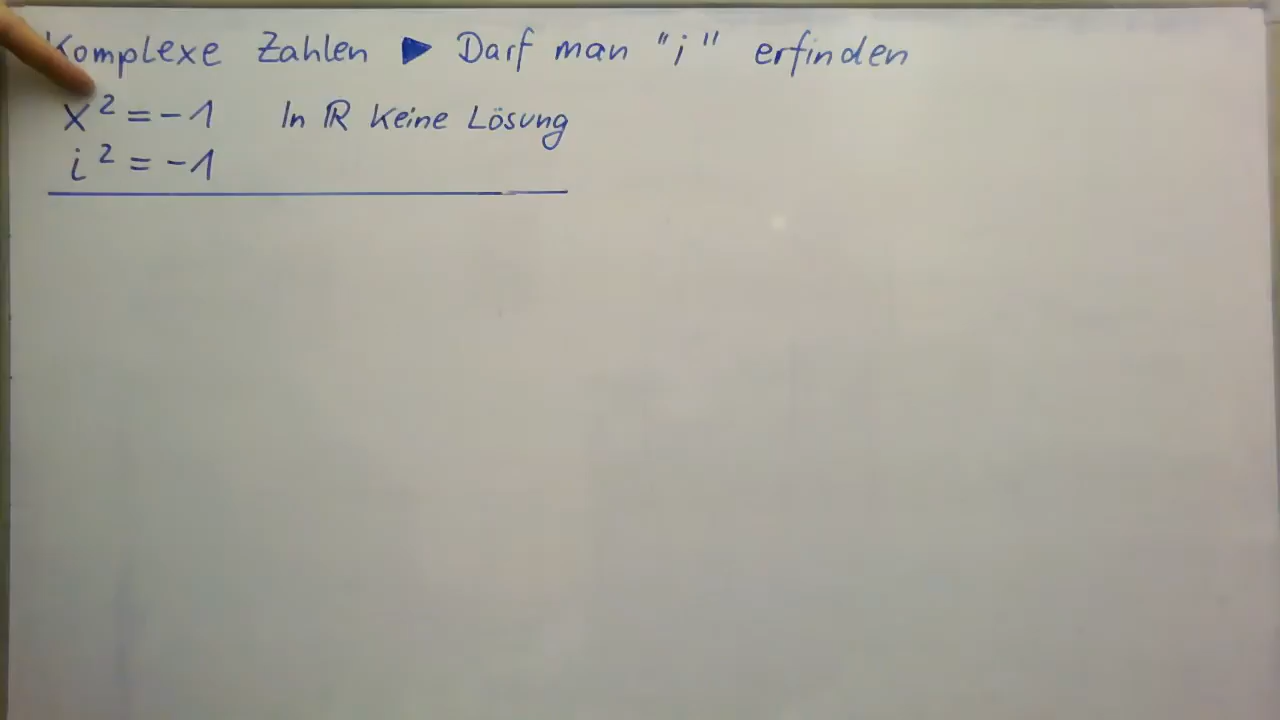 Komplexe Zahlen ▶ Darf man "i" erfinden
x² = -1 In ℝ keine Lösung
i² = -1